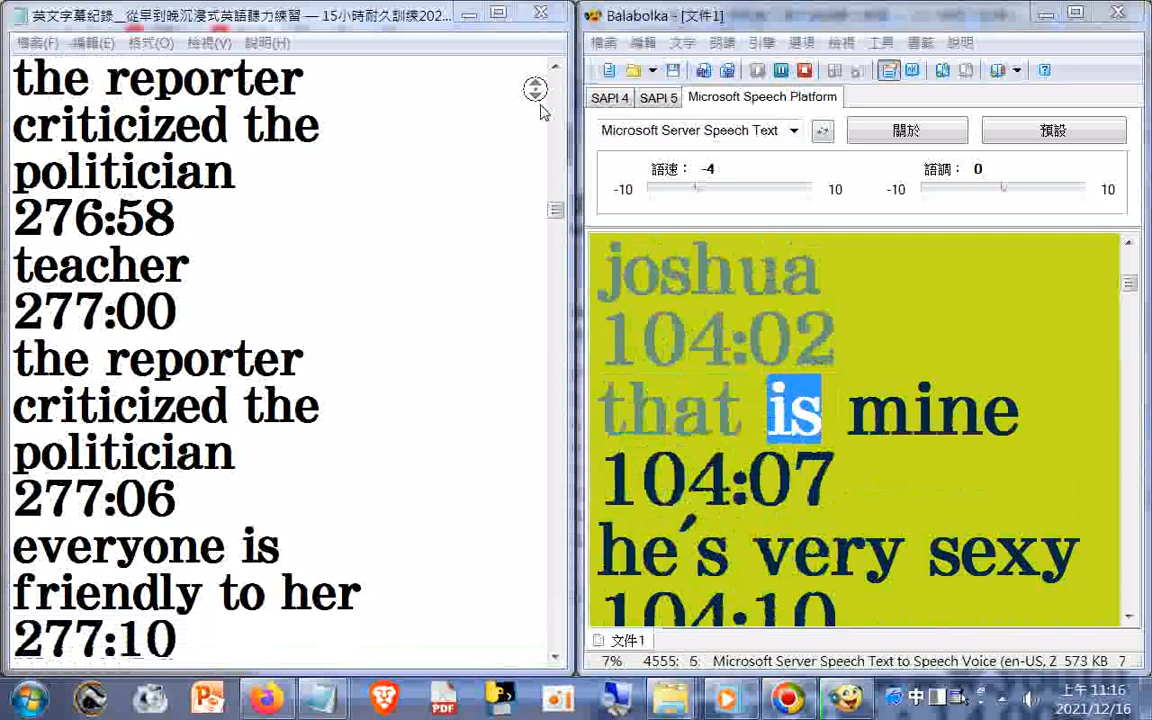 英文字幕紀錄__從早到晚沉浸式英語聽力練習 — 15小時耐久訓練202...
檔案(F) 編輯(E) 格式(O) 檢視(V) 說明(H)
the reporter
criticized the
politician
276:58
teacher
277:00
the reporter
criticized the
politician
277:06
everyone is
friendly to her
277:10
Balabolka - [文件1]
檔案 編輯 文字 朗讀 引擎 選項 檢視 工具 書籤 說明
SAPI 4 SAPI 5 Microsoft Speech Platform
Microsoft Server Speech Text 關於 預設
語速: -4 語調: 0
-10 10 -10 10
joshua
104:02
that is mine
104:07
he's very sexy
104:10
文件1
7% 4555: 5: Microsoft Server Speech Text to Speech Voice (en-US, Z 573 KB 7
PDF
中
上午 11:16
2021/12/16